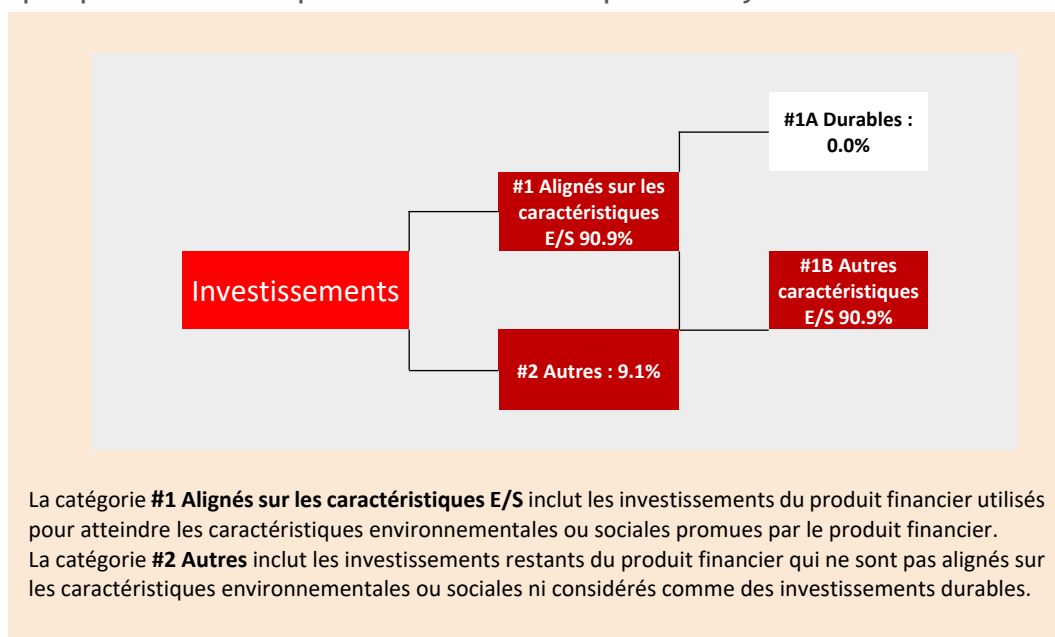 #1A Durables :
0.0%
#1 Alignés sur les
caractéristiques
E/S 90.9%
Investissements
#1B Autres
caractéristiques
E/S 90.9%
#2 Autres : 9.1%
La catégorie #1 Alignés sur les caractéristiques E/S inclut les investissements du produit financier utilisés
pour atteindre les caractéristiques environnementales ou sociales promues par le produit financier.
La catégorie #2 Autres inclut les investissements restants du produit financier qui ne sont pas alignés sur
les caractéristiques environnementales ou sociales ni considérés comme des investissements durables.